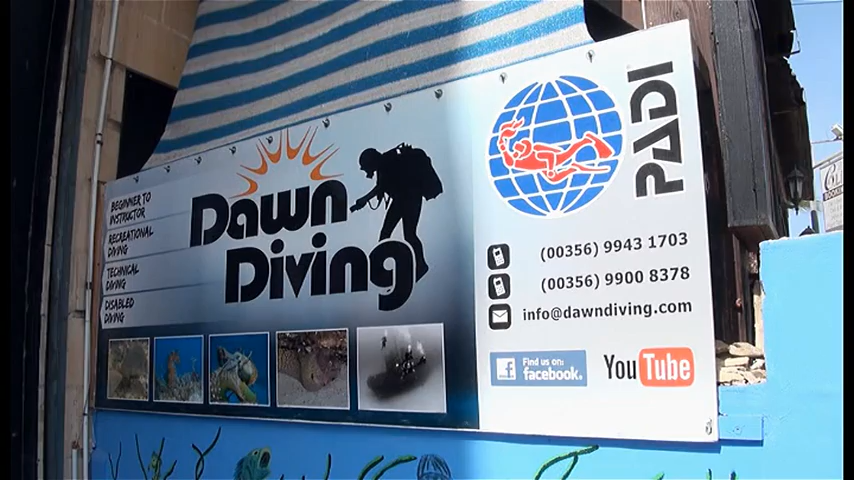 BEGINNER TO
INSTRUCTOR
RECREATIONAL
DIVING
TECHNICAL
DIVING
DISABLED
DIVING
Dawn
Diving
PADI
(00356) 9943 1703
(00356) 9900 8378
info@dawndiving.com
f
Find us on:
facebook.
YouTube